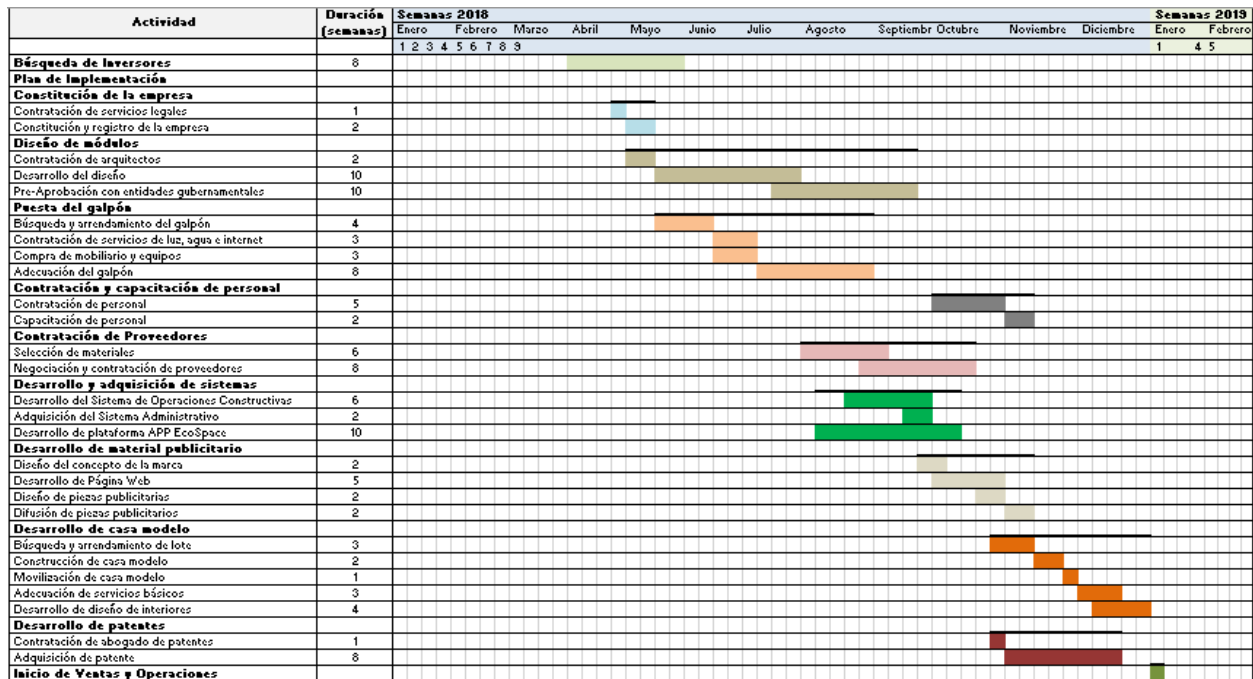 Actividad Duración (semanas) Semanas 2018 Semanas 2019
Enero Febrero Marzo Abril Mayo Junio Julio Agosto Septiembr Octubre Noviembre Diciembre Enero Febrero
1 2 3 4 5 6 7 8 9 1 4 5
Búsqueda de Inversores 8
Plan de Implementación
Constitución de la empresa
Contratación de servicios legales 1
Constitución y registro de la empresa 2
Diseño de módulos
Contratación de arquitectos 2
Desarrollo del diseño 10
Pre-Aprobación con entidades gubernamentales 10
Puesta del galpón
Búsqueda y arrendamiento del galpón 4
Contratación de servicios de luz, agua e internet 3
Compra de mobiliario y equipos 3
Adecuación del galpón 8
Contratación y capacitación de personal
Contratación de personal 5
Capacitación de personal 2
Contratación de Proveedores
Selección de materiales 6
Negociación y contratación de proveedores 8
Desarrollo y adquisición de sistemas
Desarrollo del Sistema de Operaciones Constructivas 6
Adquisición del Sistema Administrativo 2
Desarrollo de plataforma APP EcoSpace 10
Desarrollo de material publicitario
Diseño del concepto de la marca 2
Desarrollo de Página Web 5
Diseño de piezas publicitarias 2
Difusión de piezas publicitarios 2
Desarrollo de casa modelo
Búsqueda y arrendamiento de lote 3
Construcción de casa modelo 2
Movilización de casa modelo 1
Adecuación de servicios básicos 3
Desarrollo de diseño de interiores 4
Desarrollo de patentes
Contratación de abogado de patentes 1
Adquisición de patente 8
Inicio de Ventas y Operaciones